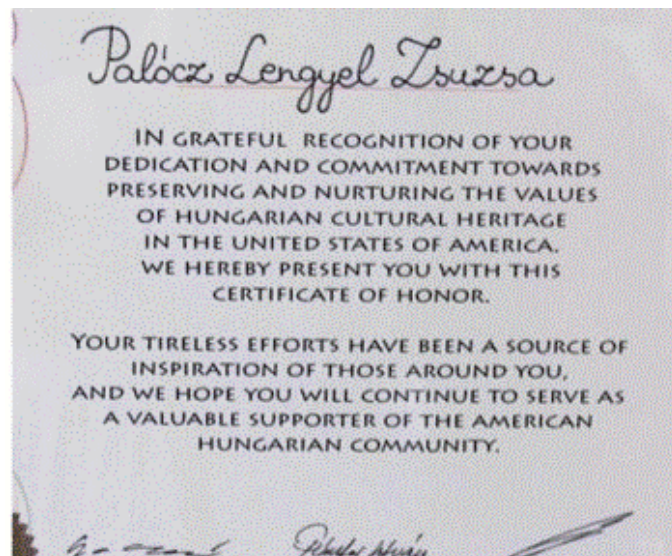 Palócz Lengyel Zsuzsa
IN GRATEFUL RECOGNITION OF YOUR
DEDICATION AND COMMITMENT TOWARDS
PRESERVING AND NURTURING THE VALUES
OF HUNGARIAN CULTURAL HERITAGE
IN THE UNITED STATES OF AMERICA.
WE HEREBY PRESENT YOU WITH THIS
CERTIFICATE OF HONOR.
YOUR TIRELESS EFFORTS HAVE BEEN A SOURCE OF
INSPIRATION OF THOSE AROUND YOU,
AND WE HOPE YOU WILL CONTINUE TO SERVE AS
A VALUABLE SUPPORTER OF THE AMERICAN
HUNGARIAN COMMUNITY.